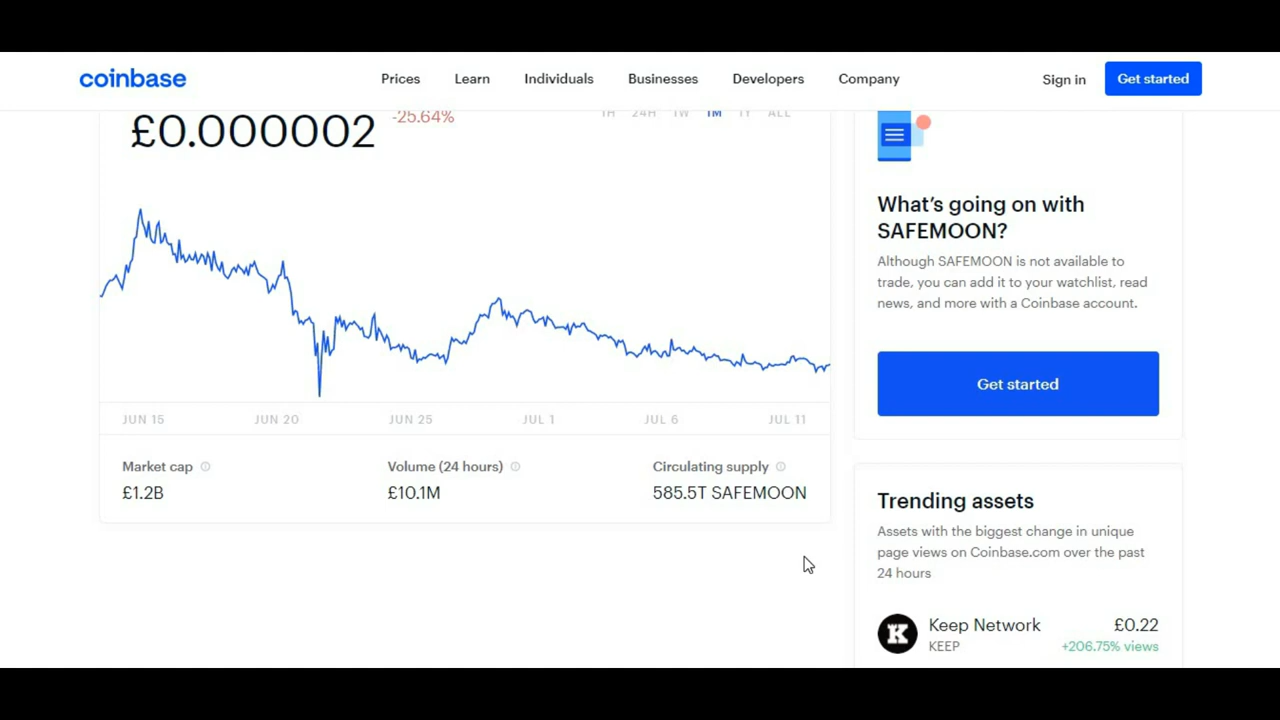 coinbase
Prices
Learn
Individuals
Businesses
Developers
Company
Sign in
Get started
£0.000002
-25.64%
1H
24H
1W
1M
1Y
ALL
JUN 15
JUN 20
JUN 25
JUL 1
JUL 6
JUL 11
Market cap
£1.2B
Volume (24 hours)
£10.1M
Circulating supply
585.5T SAFEMOON
What's going on with
SAFEMOON?
Although SAFEMOON is not available to
trade, you can add it to your watchlist, read
news, and more with a Coinbase account.
Get started
Trending assets
Assets with the biggest change in unique
page views on Coinbase.com over the past
24 hours
K
Keep Network
KEEP
£0.22
+206.75% views